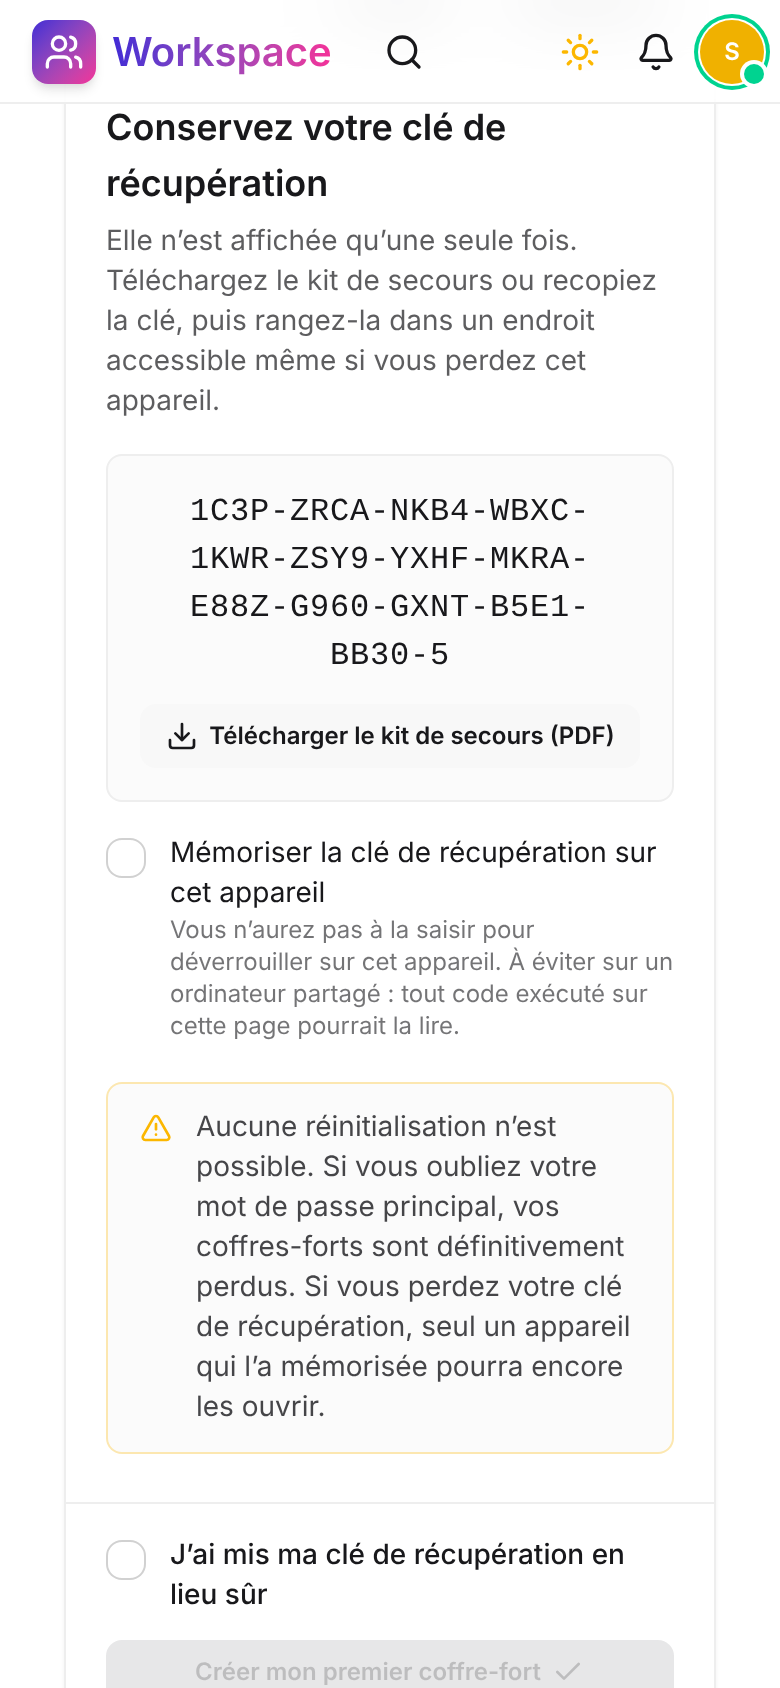 Workspace
S
Conservez votre clé de
récupération
Elle n’est affichée qu’une seule fois.
Téléchargez le kit de secours ou recopiez
la clé, puis rangez-la dans un endroit
accessible même si vous perdez cet
appareil.
1C3P-ZRCA-NKB4-WBXC-
1KWR-ZSY9-YXHF-MKRA-
E88Z-G960-GXNT-B5E1-
BB30-5
Télécharger le kit de secours (PDF)
Mémoriser la clé de récupération sur
cet appareil
Vous n’aurez pas à la saisir pour
déverrouiller sur cet appareil. À éviter sur un
ordinateur partagé : tout code exécuté sur
cette page pourrait la lire.
Aucune réinitialisation n’est
possible. Si vous oubliez votre
mot de passe principal, vos
coffres-forts sont définitivement
perdus. Si vous perdez votre clé
de récupération, seul un appareil
qui l’a mémorisée pourra encore
les ouvrir.
J’ai mis ma clé de récupération en
lieu sûr
Créer mon premier coffre-fort